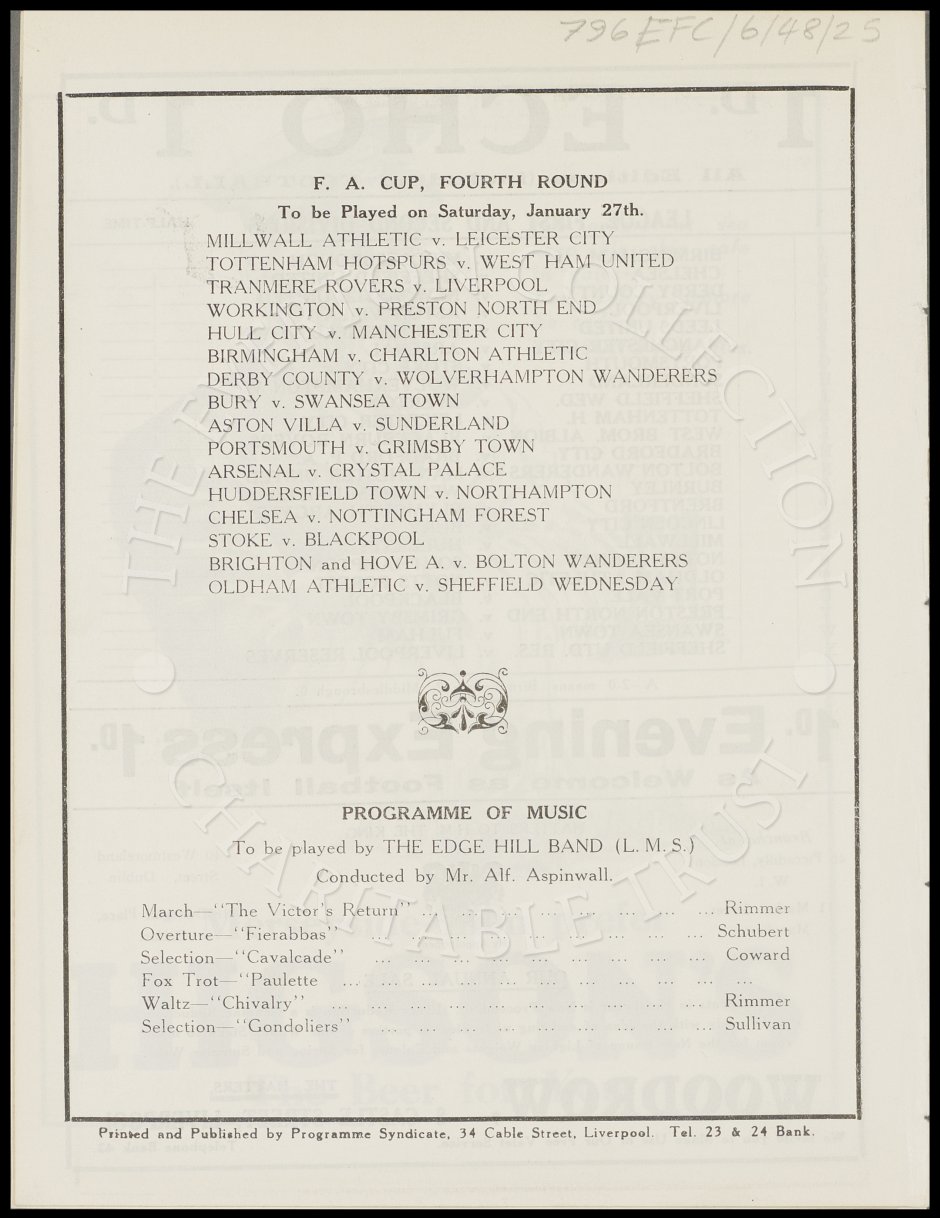 796 EFC/6/48/25
F. A. CUP, FOURTH ROUND
To be Played on Saturday, January 27th.
MILLWALL ATHLETIC v. LEICESTER CITY
TOTTENHAM HOTSPURS v. WEST HAM UNITED
TRANMERE ROVERS v. LIVERPOOL
WORKINGTON v. PRESTON NORTH END
HULL CITY v. MANCHESTER CITY
BIRMINGHAM v. CHARLTON ATHLETIC
DERBY COUNTY v. WOLVERHAMPTON WANDERERS
BURY v. SWANSEA TOWN
ASTON VILLA v. SUNDERLAND
PORTSMOUTH v. GRIMSBY TOWN
ARSENAL v. CRYSTAL PALACE
HUDDERSFIELD TOWN v. NORTHAMPTON
CHELSEA v. NOTTINGHAM FOREST
STOKE v. BLACKPOOL
BRIGHTON and HOVE A. v. BOLTON WANDERERS
OLDHAM ATHLETIC v. SHEFFIELD WEDNESDAY
THE EVERTON COLLECTION
CHARITABLE TRUST
PROGRAMME OF MUSIC
To be played by THE EDGE HILL BAND (L.M.S.)
Conducted by Mr. Alf. Aspinwall.
March—"The Victor's Return" ... ... ... ... ... ... ... ... Rimmer
Overture—"Fierabbas" ... ... ... ... ... ... ... ... ... Schubert
Selection—"Cavalcade" ... ... ... ... ... ... ... ... ... Coward
Fox Trot—"Paulette ... ... ... ... ... ... ... ... ... ... ...
Waltz—"Chivalry" ... ... ... ... ... ... ... ... ... ... Rimmer
Selection—"Gondoliers" ... ... ... ... ... ... ... ... ... Sullivan
Printed and Published by Programme Syndicate, 34 Cable Street, Liverpool. Tel. 23 & 24 Bank.